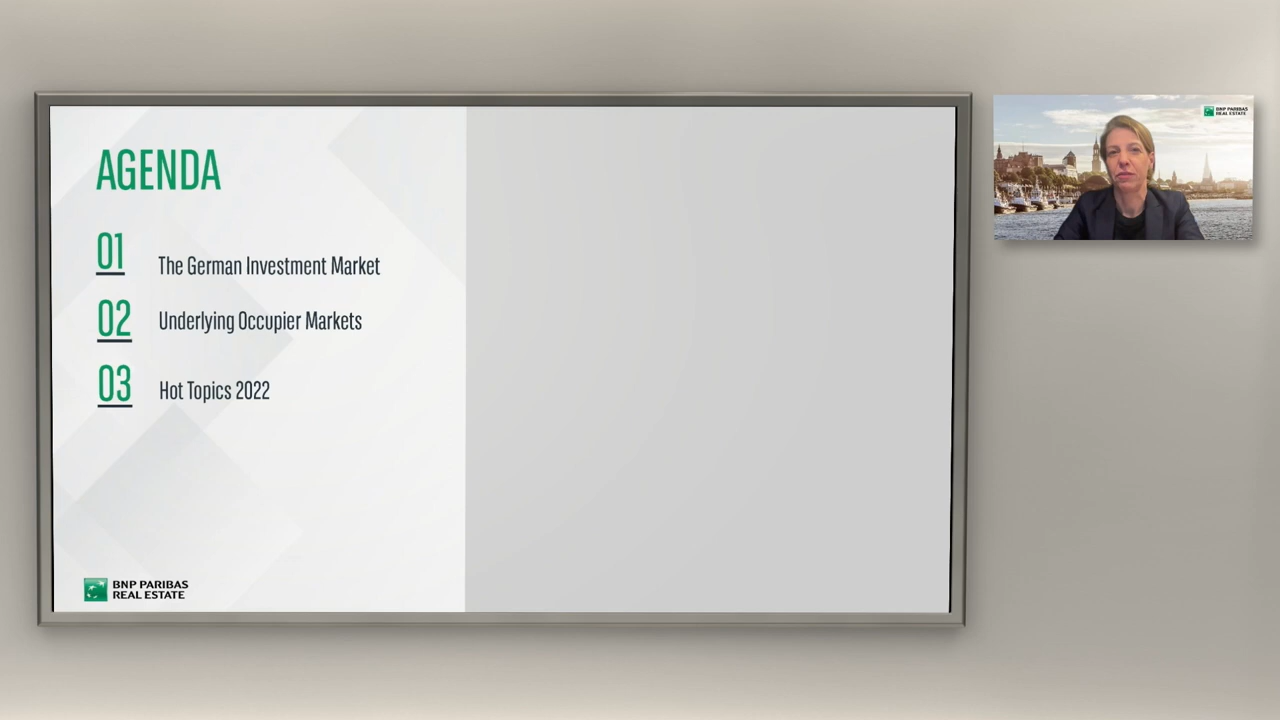 AGENDA
01
The German Investment Market
02
Underlying Occupier Markets
03
Hot Topics 2022
BNP PARIBAS
REAL ESTATE
BNP PARIBAS
REAL ESTATE